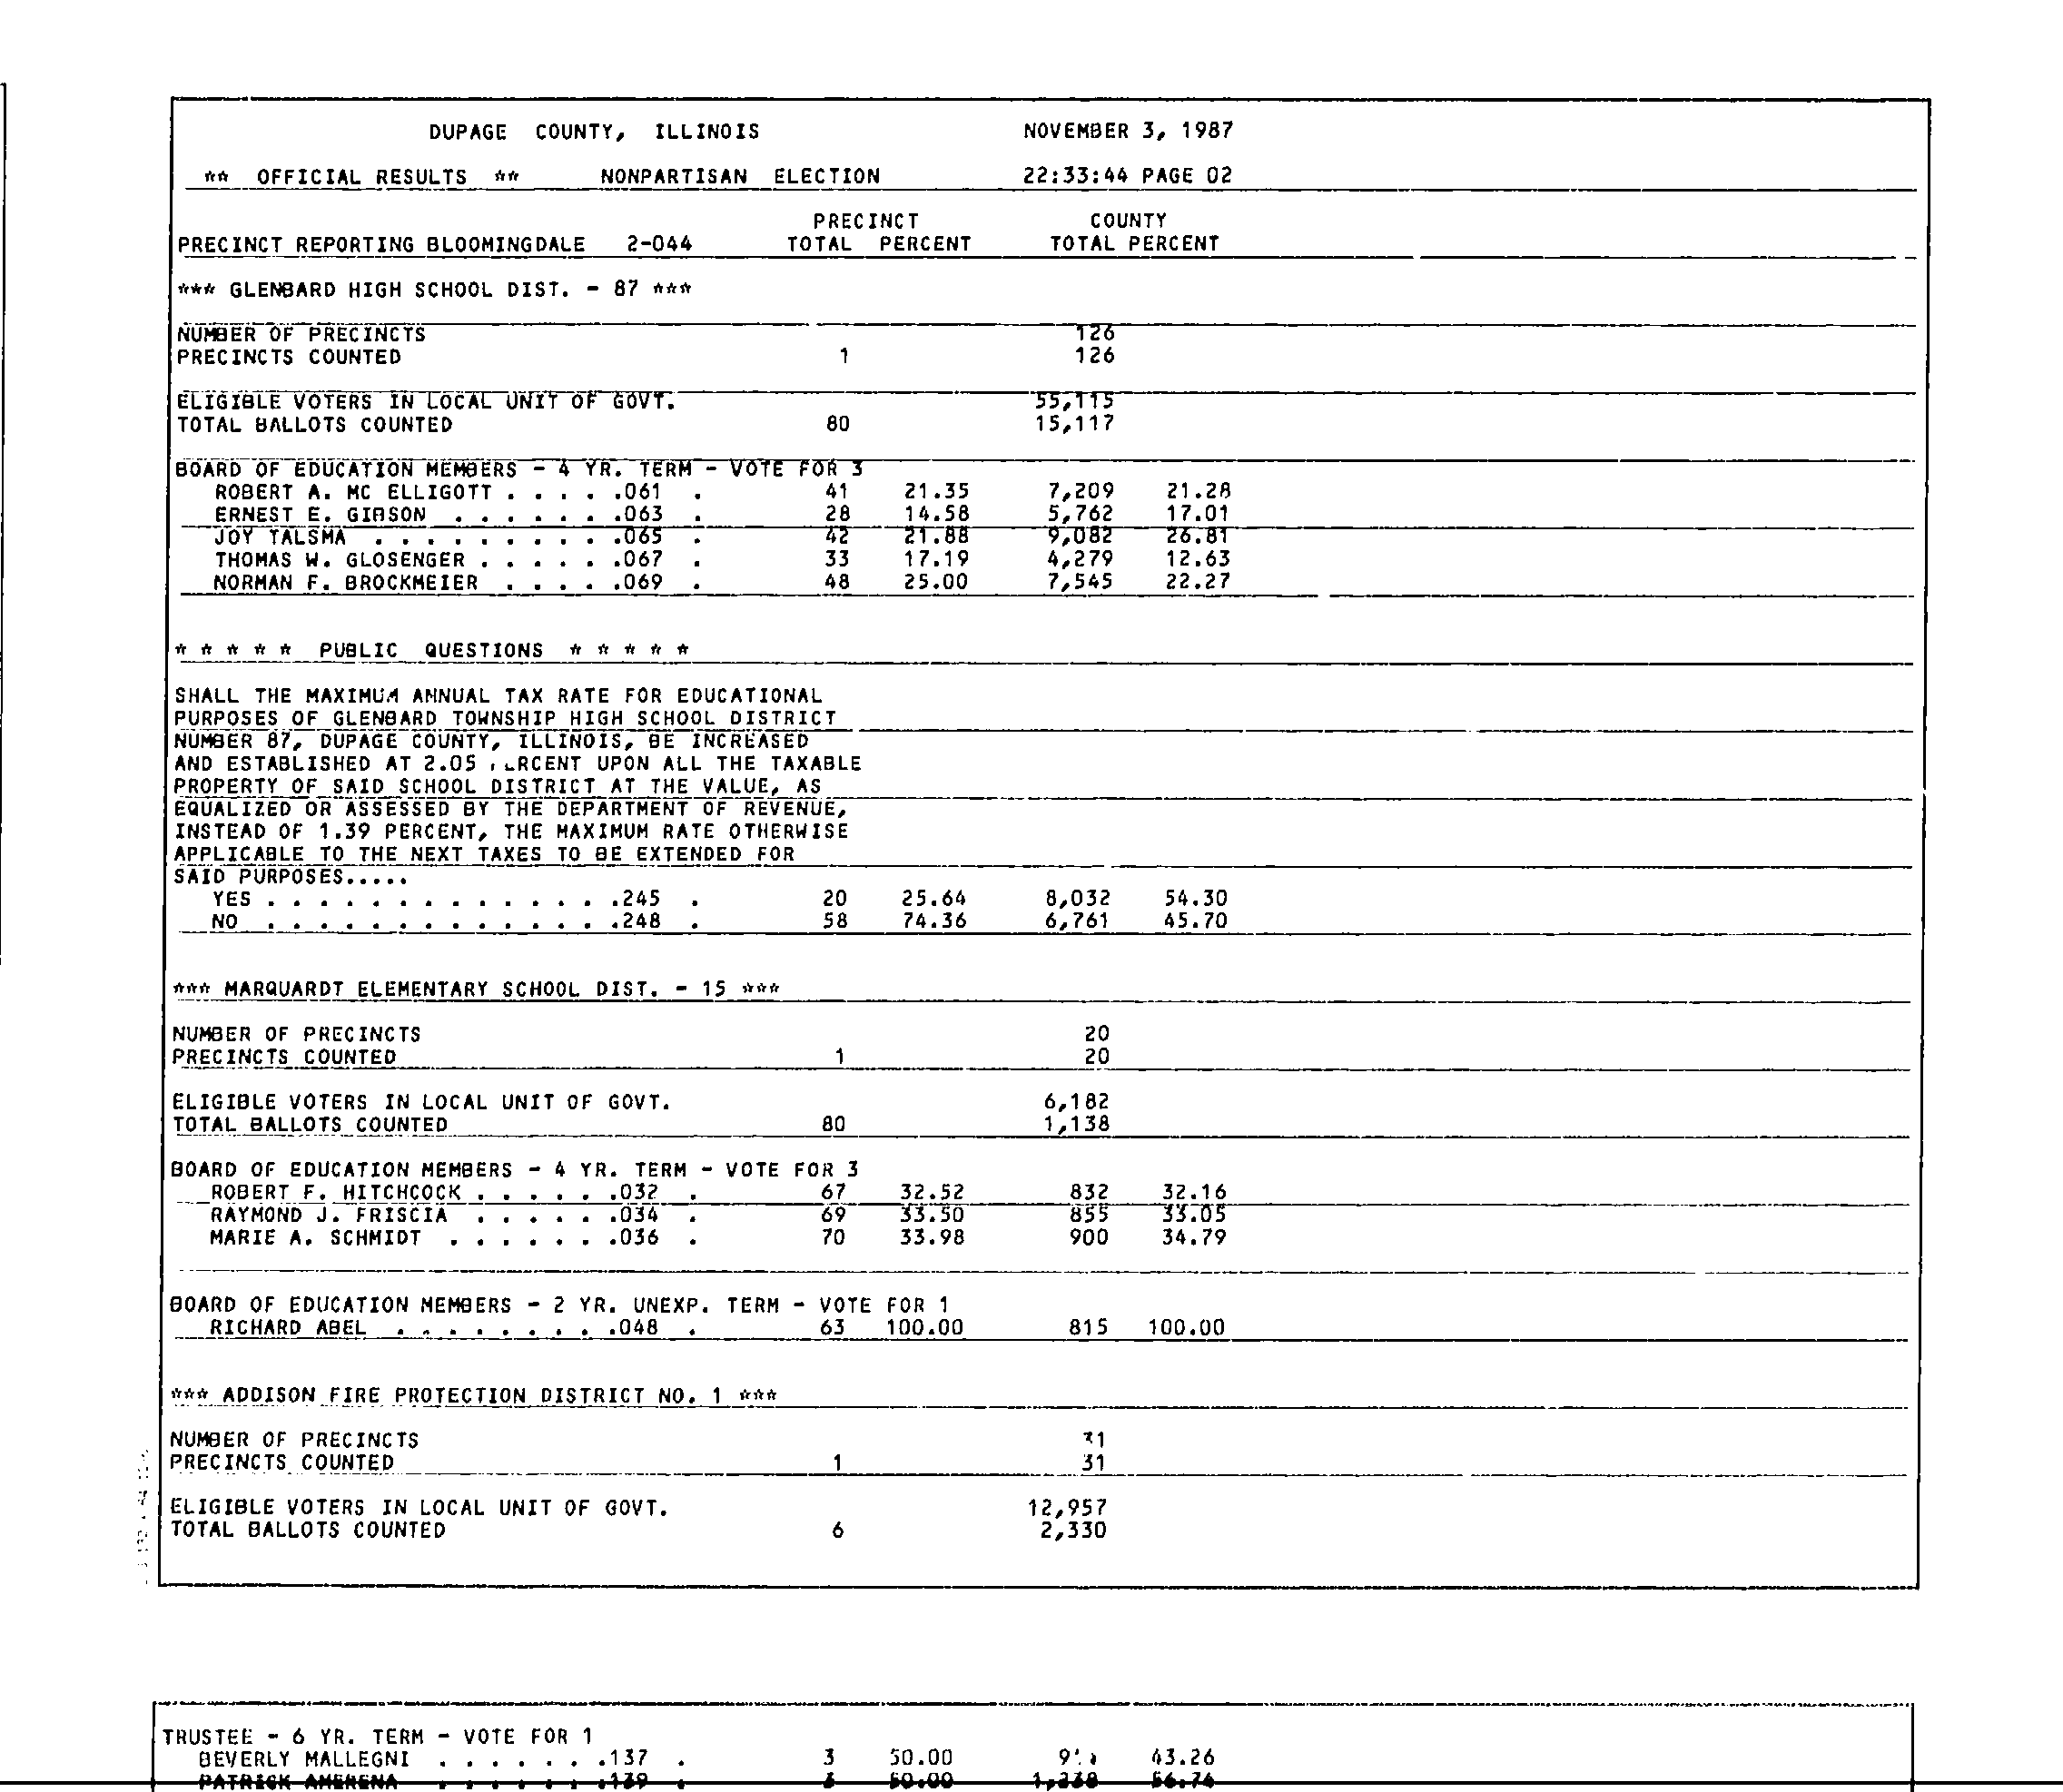 DUPAGE COUNTY, ILLINOIS NOVEMBER 3, 1987
** OFFICIAL RESULTS ** NONPARTISAN ELECTION 22:33:44 PAGE 02
PRECINCT COUNTY
PRECINCT REPORTING BLOOMINGDALE 2-044 TOTAL PERCENT TOTAL PERCENT
*** GLENBARD HIGH SCHOOL DIST. - 87 ***
NUMBER OF PRECINCTS 126
PRECINCTS COUNTED 1 126
ELIGIBLE VOTERS IN LOCAL UNIT OF GOVT. 55,115
TOTAL BALLOTS COUNTED 80 15,117
BOARD OF EDUCATION MEMBERS - 4 YR. TERM - VOTE FOR 3
ROBERT A. MC ELLIGOTT . . . . .061 . 41 21.35 7,209 21.28
ERNEST E. GIBSON . . . . . . .063 . 28 14.58 5,762 17.01
JOY TALSMA . . . . . . . . . .065 . 42 21.88 9,082 26.81
THOMAS W. GLOSENGER . . . . . .067 . 33 17.19 4,279 12.63
NORMAN F. BROCKMEIER . . . . .069 . 48 25.00 7,545 22.27
* * * * * PUBLIC QUESTIONS * * * * *
SHALL THE MAXIMUM ANNUAL TAX RATE FOR EDUCATIONAL
PURPOSES OF GLENBARD TOWNSHIP HIGH SCHOOL DISTRICT
NUMBER 87, DUPAGE COUNTY, ILLINOIS, BE INCREASED
AND ESTABLISHED AT 2.05 PERCENT UPON ALL THE TAXABLE
PROPERTY OF SAID SCHOOL DISTRICT AT THE VALUE, AS
EQUALIZED OR ASSESSED BY THE DEPARTMENT OF REVENUE,
INSTEAD OF 1.39 PERCENT, THE MAXIMUM RATE OTHERWISE
APPLICABLE TO THE NEXT TAXES TO BE EXTENDED FOR
SAID PURPOSES.....
YES . . . . . . . . . . . . . .245 . 20 25.64 8,032 54.30
NO . . . . . . . . . . . . . .248 . 58 74.36 6,761 45.70
*** MARQUARDT ELEMENTARY SCHOOL DIST. - 15 ***
NUMBER OF PRECINCTS 20
PRECINCTS COUNTED 1 20
ELIGIBLE VOTERS IN LOCAL UNIT OF GOVT. 6,182
TOTAL BALLOTS COUNTED 80 1,138
BOARD OF EDUCATION MEMBERS - 4 YR. TERM - VOTE FOR 3
ROBERT F. HITCHCOCK . . . . . .032 . 67 32.52 832 32.16
RAYMOND J. FRISCIA . . . . . .034 . 69 33.50 855 33.05
MARIE A. SCHMIDT . . . . . . .036 . 70 33.98 900 34.79
BOARD OF EDUCATION MEMBERS - 2 YR. UNEXP. TERM - VOTE FOR 1
RICHARD ABEL . . . . . . . . .048 . 63 100.00 815 100.00
*** ADDISON FIRE PROTECTION DISTRICT NO. 1 ***
NUMBER OF PRECINCTS 31
PRECINCTS COUNTED 1 31
ELIGIBLE VOTERS IN LOCAL UNIT OF GOVT. 12,957
TOTAL BALLOTS COUNTED 6 2,330
TRUSTEE - 6 YR. TERM - VOTE FOR 1
BEVERLY MALLEGNI . . . . . . .137 . 3 50.00 43.26
PATRICK AMERENA . . . . . . .139 . 3 50.00 56.74